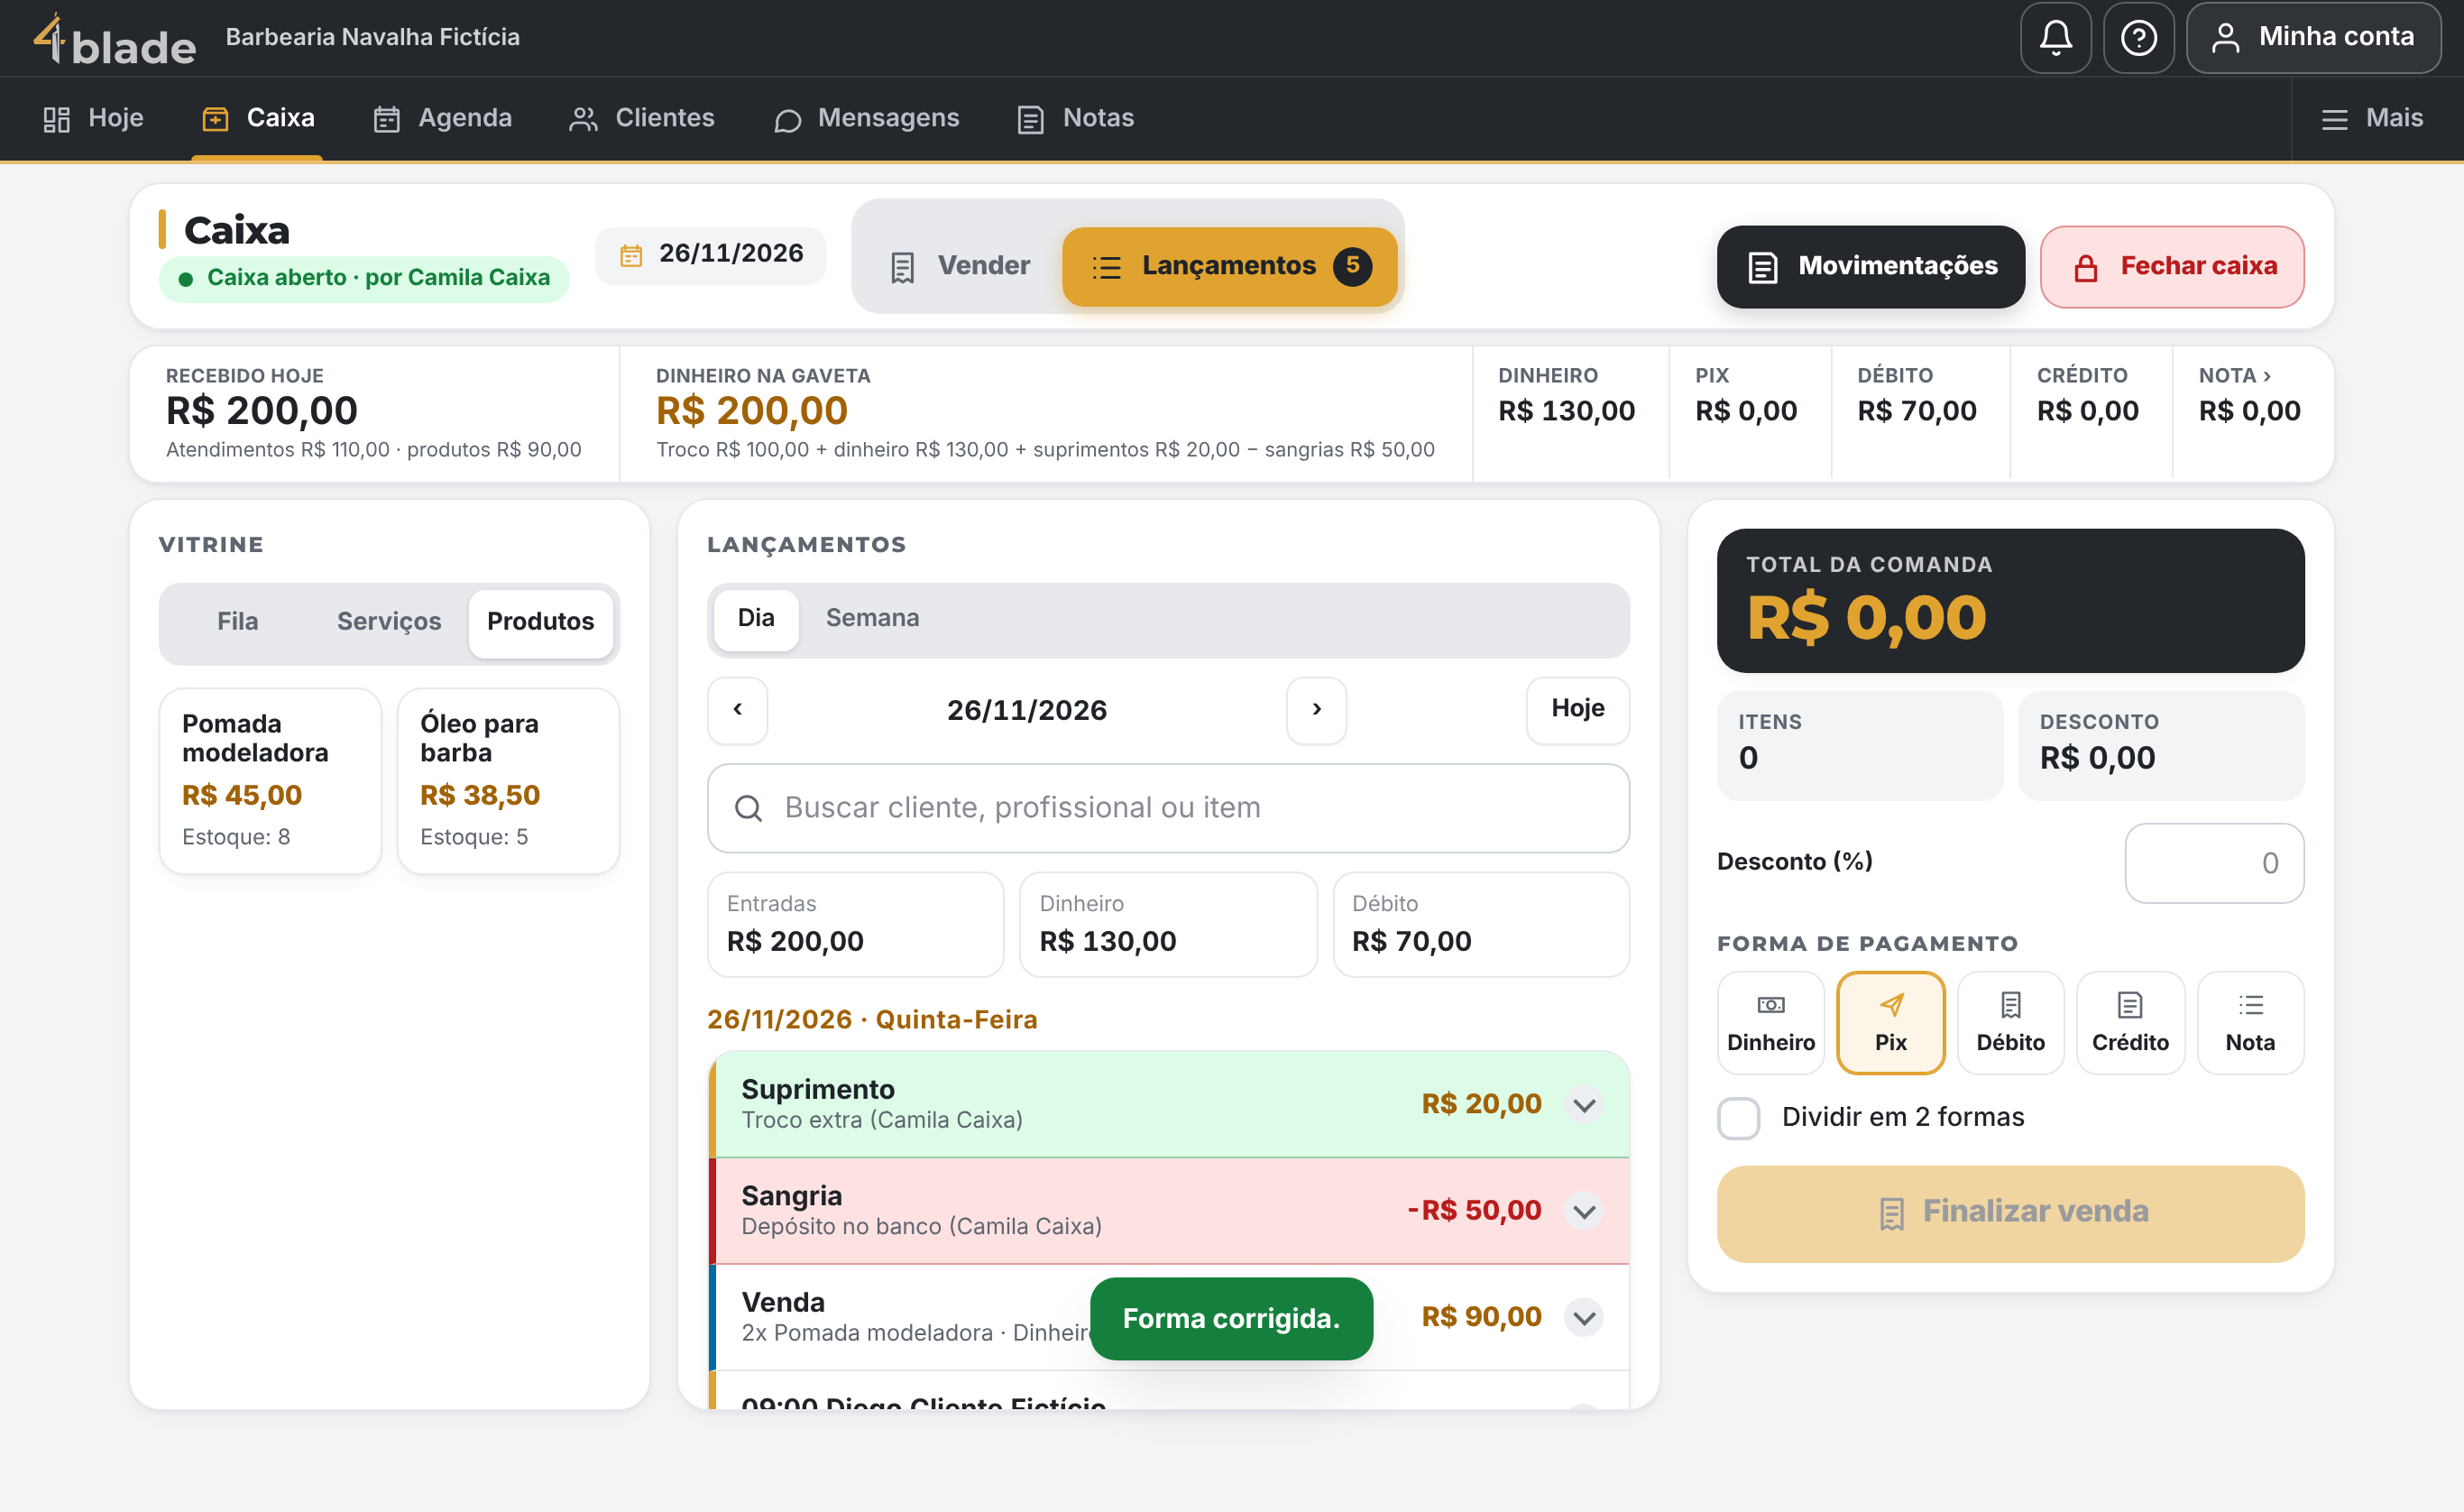 4blade
Barbearia Navalha Fictícia
Minha conta
Hoje
Caixa
Agenda
Clientes
Mensagens
Notas
Mais
Caixa
Caixa aberto · por Camila Caixa
26/11/2026
Vender
Lançamentos 5
Movimentações
Fechar caixa
RECEBIDO HOJE
R$ 200,00
Atendimentos R$ 110,00 · produtos R$ 90,00
DINHEIRO NA GAVETA
R$ 200,00
Troco R$ 100,00 + dinheiro R$ 130,00 + suprimentos R$ 20,00 − sangrias R$ 50,00
DINHEIRO
R$ 130,00
PIX
R$ 0,00
DÉBITO
R$ 70,00
CRÉDITO
R$ 0,00
NOTA ›
R$ 0,00
VITRINE
Fila
Serviços
Produtos
Pomada
modeladora
R$ 45,00
Estoque: 8
Óleo para
barba
R$ 38,50
Estoque: 5
LANÇAMENTOS
Dia
Semana
‹
26/11/2026
›
Hoje
Buscar cliente, profissional ou item
Entradas
R$ 200,00
Dinheiro
R$ 130,00
Débito
R$ 70,00
26/11/2026 · Quinta-Feira
Suprimento
Troco extra (Camila Caixa)
R$ 20,00
Sangria
Depósito no banco (Camila Caixa)
-R$ 50,00
Venda
2x Pomada modeladora · Dinheiro
R$ 90,00
Forma corrigida.
09:00 Diego Cliente Fictício
TOTAL DA COMANDA
R$ 0,00
ITENS
0
DESCONTO
R$ 0,00
Desconto (%)
0
FORMA DE PAGAMENTO
Dinheiro
Pix
Débito
Crédito
Nota
Dividir em 2 formas
Finalizar venda